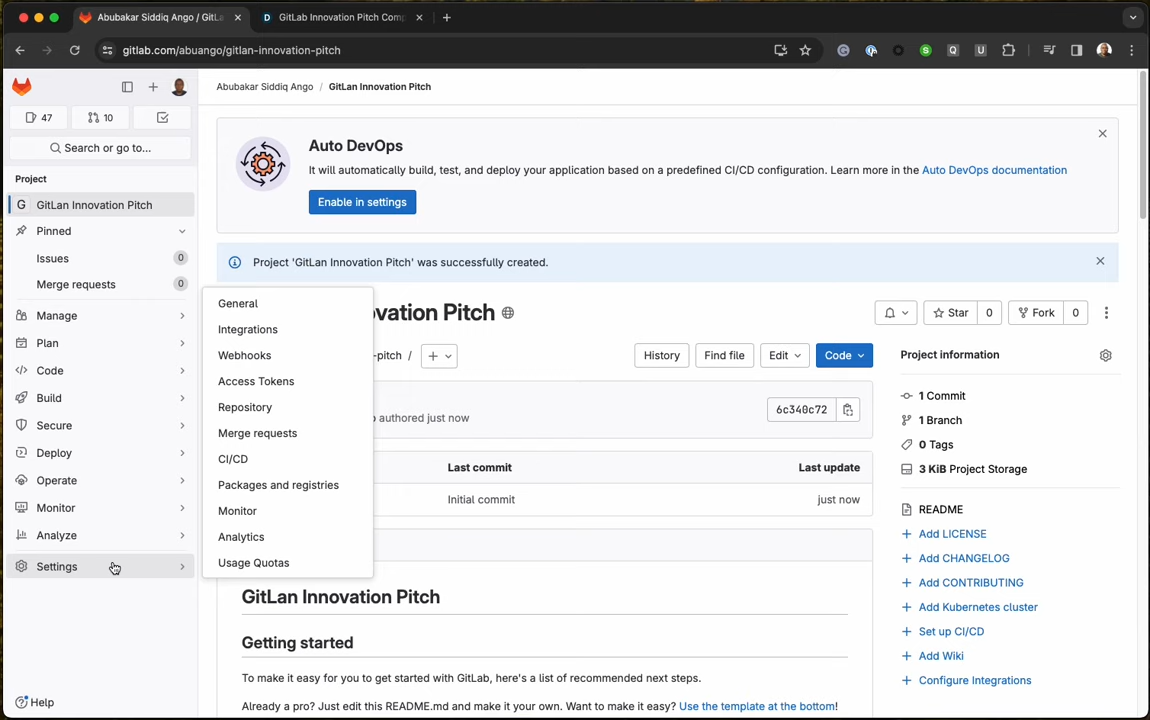 Abubakar Siddiq Ango / GitLa
GitLab Innovation Pitch Comp
gitlab.com/abuango/gitlan-innovation-pitch
Abubakar Siddiq Ango / GitLan Innovation Pitch
47
10
Search or go to...
Project
G GitLan Innovation Pitch
Pinned
Issues 0
Merge requests 0
Manage
Plan
Code
Build
Secure
Deploy
Operate
Monitor
Analyze
Settings
Help
General
Integrations
Webhooks
Access Tokens
Repository
Merge requests
CI/CD
Packages and registries
Monitor
Analytics
Usage Quotas
Auto DevOps
It will automatically build, test, and deploy your application based on a predefined CI/CD configuration. Learn more in the Auto DevOps documentation
Enable in settings
Project 'GitLan Innovation Pitch' was successfully created.
vation Pitch
Star 0
Fork 0
-pitch /
History
Find file
Edit
Code
authored just now
6c340c72
Last commit
Last update
Initial commit
just now
GitLan Innovation Pitch
Getting started
To make it easy for you to get started with GitLab, here's a list of recommended next steps.
Already a pro? Just edit this README.md and make it your own. Want to make it easy? Use the template at the bottom!
Project information
1 Commit
1 Branch
0 Tags
3 KiB Project Storage
README
Add LICENSE
Add CHANGELOG
Add CONTRIBUTING
Add Kubernetes cluster
Set up CI/CD
Add Wiki
Configure Integrations